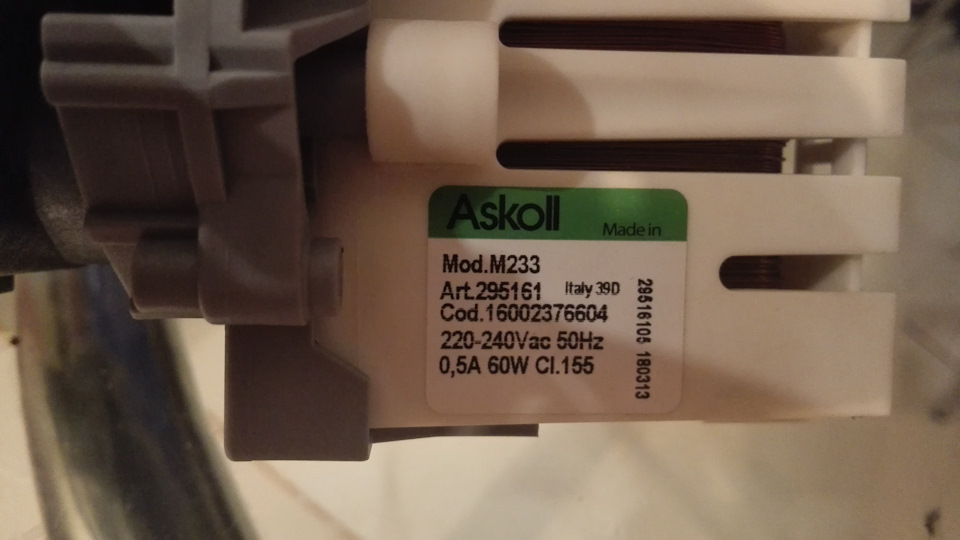 Askoll
Made in
Mod.M233
Art.295161 Italy 39D
Cod.16002376604
220-240Vac 50Hz
0,5A 60W Cl.155
29516105 180313